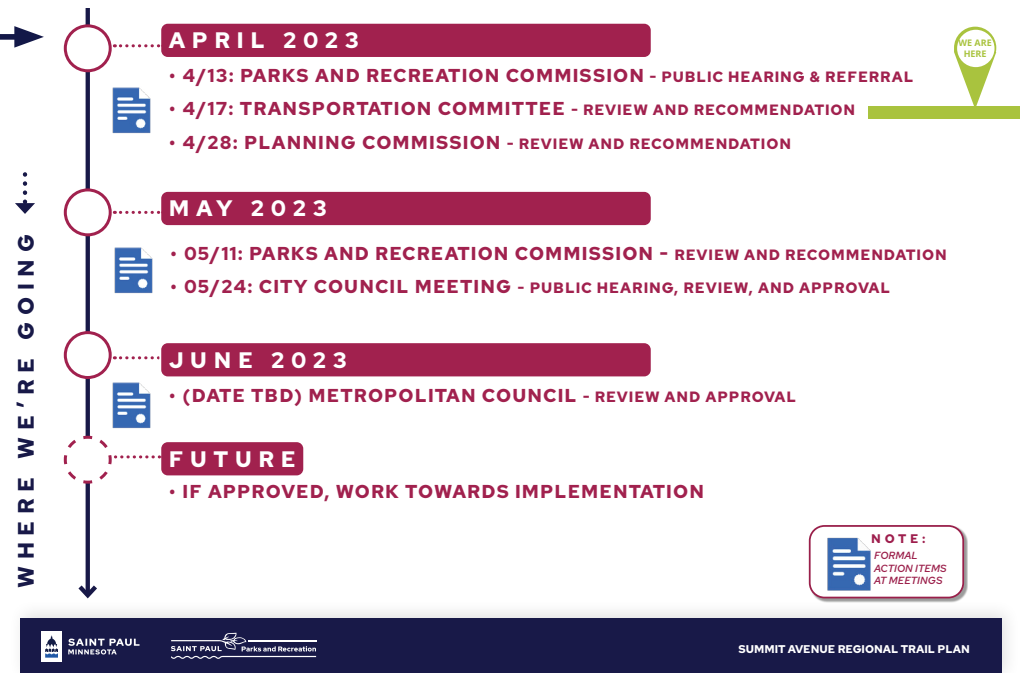 APRIL 2023
• 4/13: PARKS AND RECREATION COMMISSION - PUBLIC HEARING & REFERRAL
• 4/17: TRANSPORTATION COMMITTEE - REVIEW AND RECOMMENDATION
• 4/28: PLANNING COMMISSION - REVIEW AND RECOMMENDATION
WE ARE
HERE
MAY 2023
• 05/11: PARKS AND RECREATION COMMISSION - REVIEW AND RECOMMENDATION
• 05/24: CITY COUNCIL MEETING - PUBLIC HEARING, REVIEW, AND APPROVAL
WHERE WE'RE GOING
JUNE 2023
• (DATE TBD) METROPOLITAN COUNCIL - REVIEW AND APPROVAL
FUTURE
• IF APPROVED, WORK TOWARDS IMPLEMENTATION
NOTE:
FORMAL
ACTION ITEMS
AT MEETINGS
SAINT PAUL
MINNESOTA
SAINT PAUL Parks and Recreation
SUMMIT AVENUE REGIONAL TRAIL PLAN